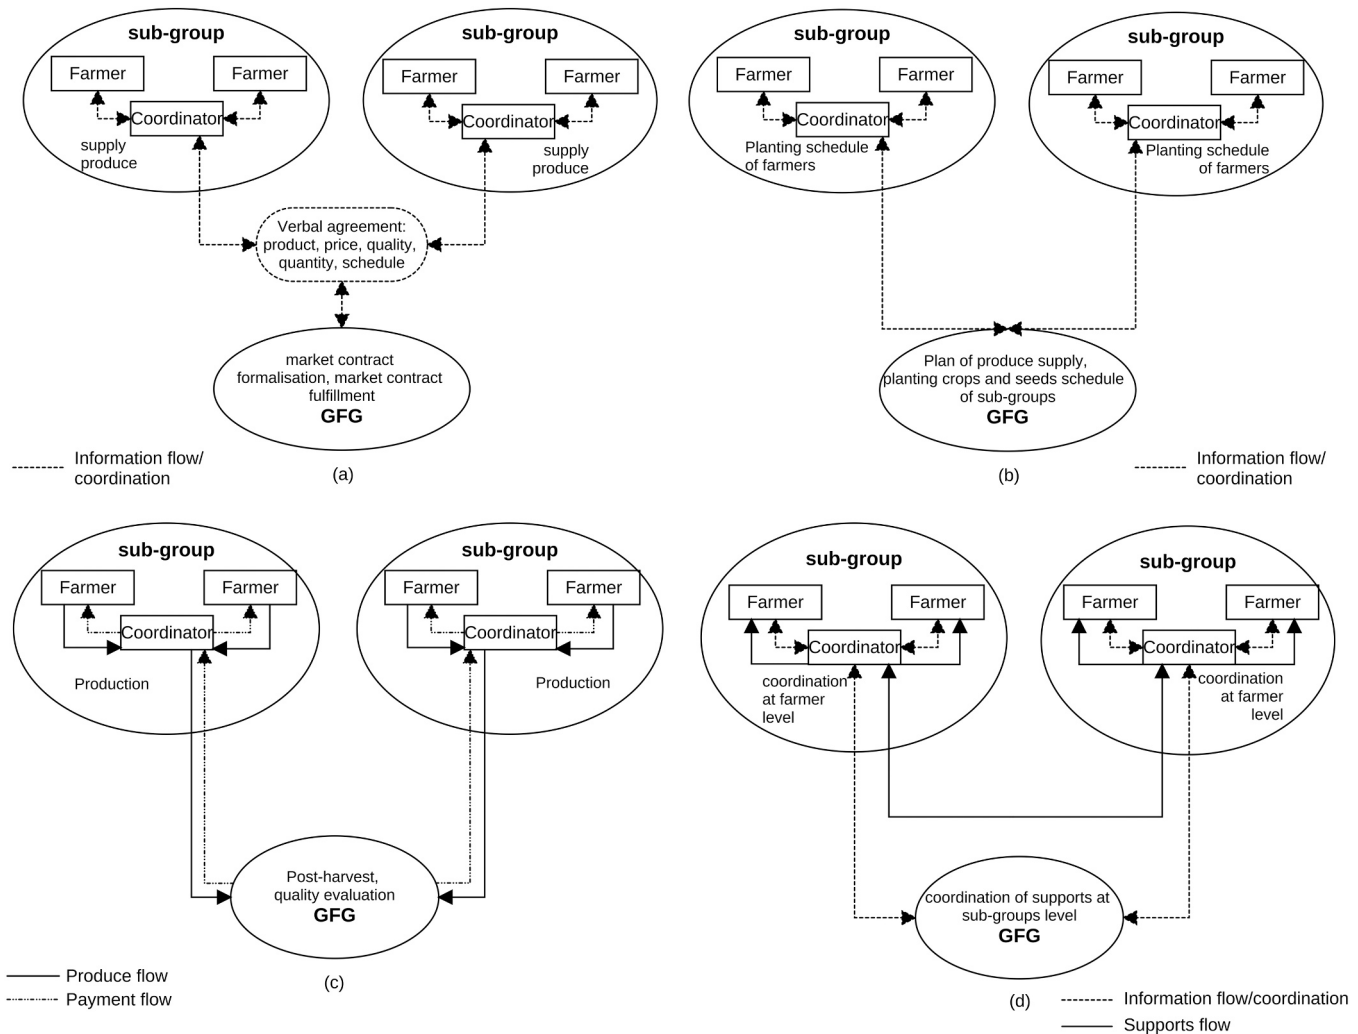 sub-group
Farmer
Farmer
Coordinator
supply
produce
sub-group
Farmer
Farmer
Coordinator
supply
produce
Verbal agreement:
product, price, quality,
quantity, schedule
market contract
formalisation, market contract
fulfillment
GFG
Information flow/
coordination
(a)
sub-group
Farmer
Farmer
Coordinator
Planting schedule
of farmers
sub-group
Farmer
Farmer
Coordinator
Planting schedule
of farmers
Plan of produce supply,
planting crops and seeds schedule
of sub-groups
GFG
(b)
Information flow/
coordination
sub-group
Farmer
Farmer
Coordinator
Production
sub-group
Farmer
Farmer
Coordinator
Production
Post-harvest,
quality evaluation
GFG
Produce flow
Payment flow
(c)
sub-group
Farmer
Farmer
Coordinator
coordination
at farmer
level
sub-group
Farmer
Farmer
Coordinator
coordination
at farmer
level
coordination of supports at
sub-groups level
GFG
(d)
Information flow/coordination
Supports flow